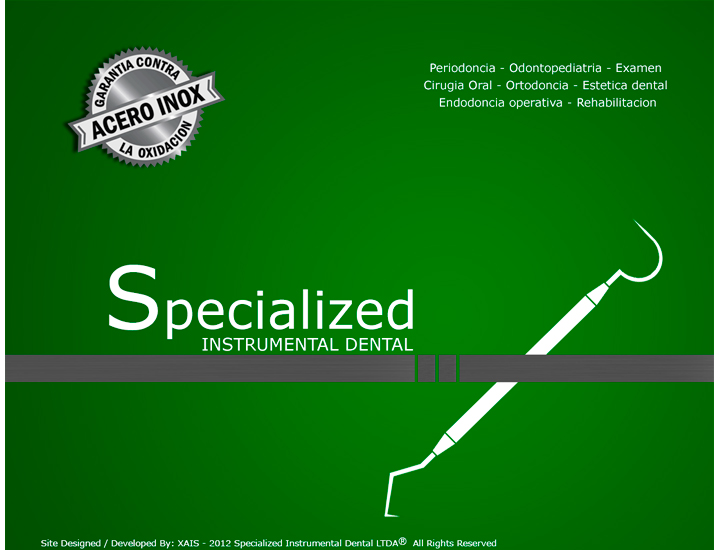 GARANTIA CONTRA
ACERO INOX
LA OXIDACION
Periodoncia - Odontopediatria - Examen
Cirugia Oral - Ortodoncia - Estetica dental
Endodoncia operativa - Rehabilitacion
Specialized
INSTRUMENTAL DENTAL
Site Designed / Developed By: XAIS - 2012 Specialized Instrumental Dental LTDA® All Rights Reserved